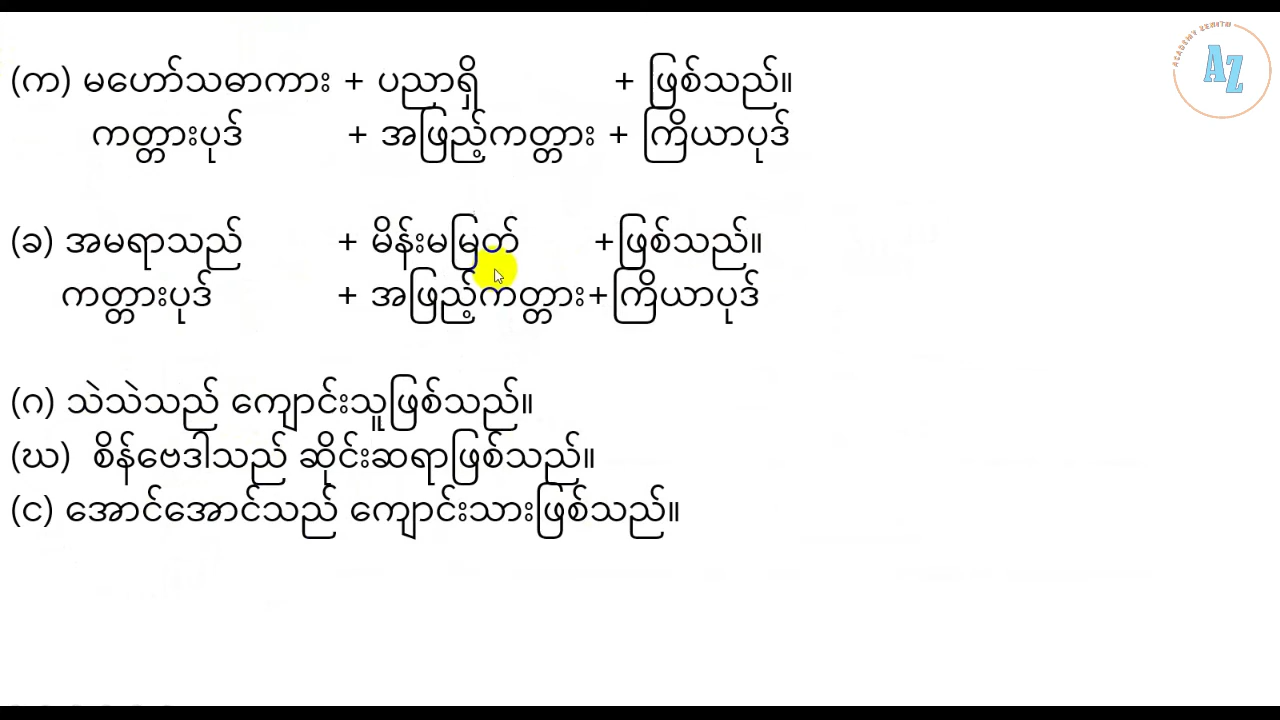 ACADEMY ZENITH
AZ
(က) မဟော်သဓာကား + ပညာရှိ + ဖြစ်သည်။
ကတ္တားပုဒ် + အဖြည့်ကတ္တား + ကြိယာပုဒ်
(ခ) အမရာသည် + မိန်းမမြတ် +ဖြစ်သည်။
ကတ္တားပုဒ် + အဖြည့်ကတ္တား+ကြိယာပုဒ်
(ဂ) သဲသဲသည် ကျောင်းသူဖြစ်သည်။
(ဃ) စိန်ဗေဒါသည် ဆိုင်းဆရာဖြစ်သည်။
(င) အောင်အောင်သည် ကျောင်းသားဖြစ်သည်။